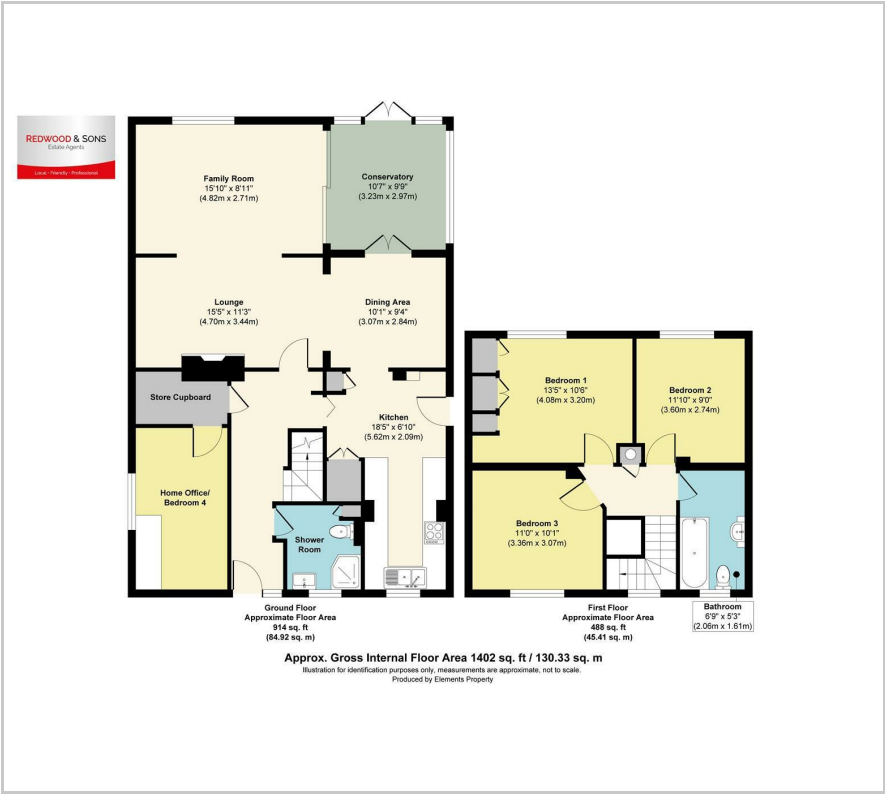 REDWOOD & SONS
Estate Agents
Local - Friendly - Professional
Family Room
15'10" x 8'11"
(4.82m x 2.71m)
Conservatory
10'7" x 9'9"
(3.23m x 2.97m)
Lounge
15'5" x 11'3"
(4.70m x 3.44m)
Dining Area
10'1" x 9'4"
(3.07m x 2.84m)
Store Cupboard
Kitchen
18'5" x 6'10"
(5.62m x 2.09m)
Home Office/
Bedroom 4
Shower
Room
Bedroom 1
13'5" x 10'6"
(4.08m x 3.20m)
Bedroom 2
11'10" x 9'0"
(3.60m x 2.74m)
Bedroom 3
11'0" x 10'1"
(3.36m x 3.07m)
Bathroom
6'9" x 5'3"
(2.06m x 1.61m)
Ground Floor
Approximate Floor Area
914 sq. ft
(84.92 sq. m)
First Floor
Approximate Floor Area
488 sq. ft
(45.41 sq. m)
Approx. Gross Internal Floor Area 1402 sq. ft / 130.33 sq. m
Illustration for identification purposes only, measurements are approximate, not to scale.
Produced by Elements Property